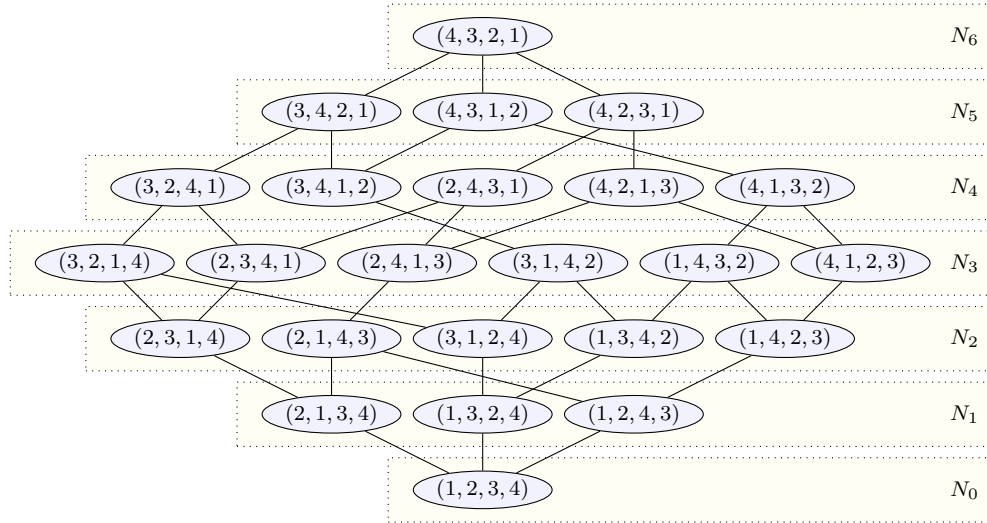 (4, 3, 2, 1) N₆
(3, 4, 2, 1) (4, 3, 1, 2) (4, 2, 3, 1) N₅
(3, 2, 4, 1) (3, 4, 1, 2) (2, 4, 3, 1) (4, 2, 1, 3) (4, 1, 3, 2) N₄
(3, 2, 1, 4) (2, 3, 4, 1) (2, 4, 1, 3) (3, 1, 4, 2) (1, 4, 3, 2) (4, 1, 2, 3) N₃
(2, 3, 1, 4) (2, 1, 4, 3) (3, 1, 2, 4) (1, 3, 4, 2) (1, 4, 2, 3) N₂
(2, 1, 3, 4) (1, 3, 2, 4) (1, 2, 4, 3) N₁
(1, 2, 3, 4) N₀